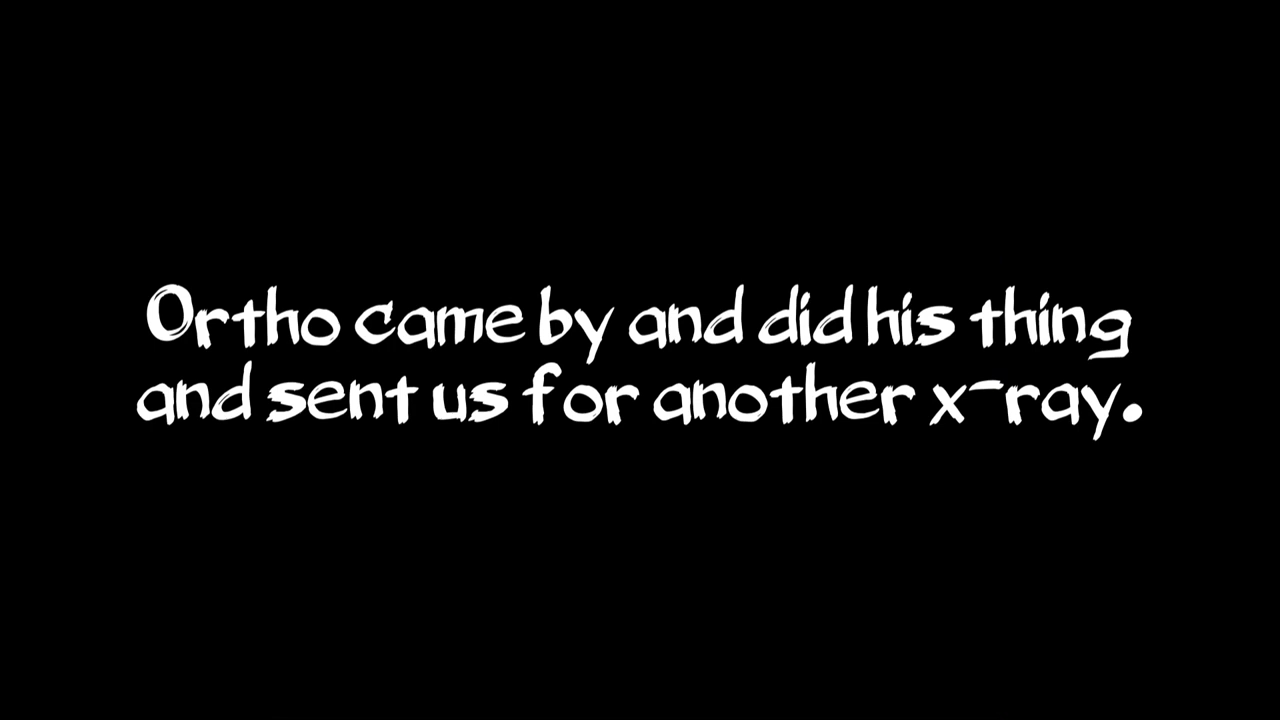 Ortho came by and did his thing
and sent us for another x-ray.